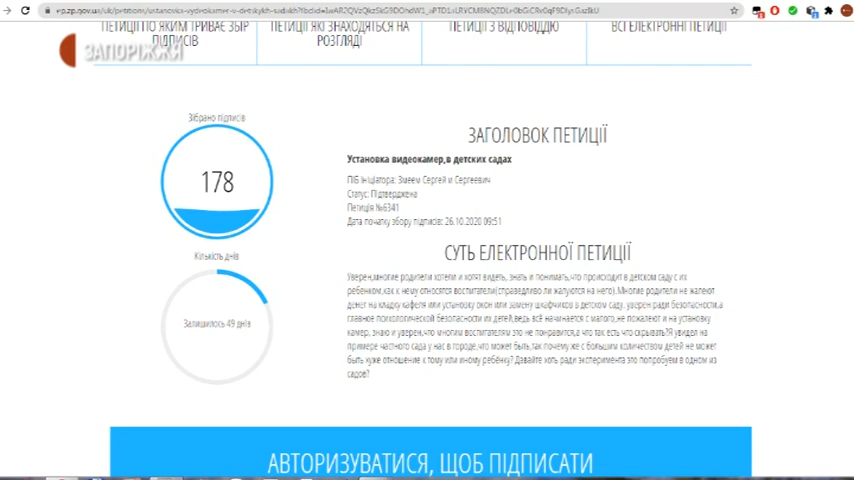 ПЕТИЦІЇ ПО ЯКИМ ТРИВАЄ ЗБІР ПІДПИСІВ
ПЕТИЦІЇ ЯКІ ЗНАХОДЯТЬСЯ НА РОЗГЛЯДІ
ПЕТИЦІЇ З ВІДПОВІДДЮ
ВСІ ЕЛЕКТРОННІ ПЕТИЦІЇ
ЗАПОРІЖЖЯ
Зібрано підписів
178
Кількість днів
Залишилось 49 днів
ЗАГОЛОВОК ПЕТИЦІЇ
Установка видеокамер,в детских садах
ПІБ ініціатора: Змеем Сергей и Сергеевич
Статус: Підтверджена
Петиція №6341
Дата початку збору підписів: 26.10.2020 09:51
СУТЬ ЕЛЕКТРОННОЇ ПЕТИЦІЇ
Уверен,многие родители хотели и хотят видеть, знать и понимать,что происходит в детском саду с их
ребенком,как к нему относятся воспитатели(справедливо ли жалуются на него).Многие родители не жалеют
денег на кладку кафеля или установку окон или замену шкафчиков в детском саду, уверен ради безопасности,а
главное психологической безопасности их детей,ведь всё начинается с малого,не пожалеют и на установку
камер, знаю и уверен,что многим воспитателям это не понравится,а что так есть что скрывать?Я увидел на
примере частного сада у нас в городе,что может быть,так почему же с большим количеством детей не может
быть хуже отношение к тому или иному ребёнку? Давайте хоть ради эксперимента это попробуем в одном из
садов?
АВТОРИЗУВАТИСЯ, ЩОБ ПІДПИСАТИ